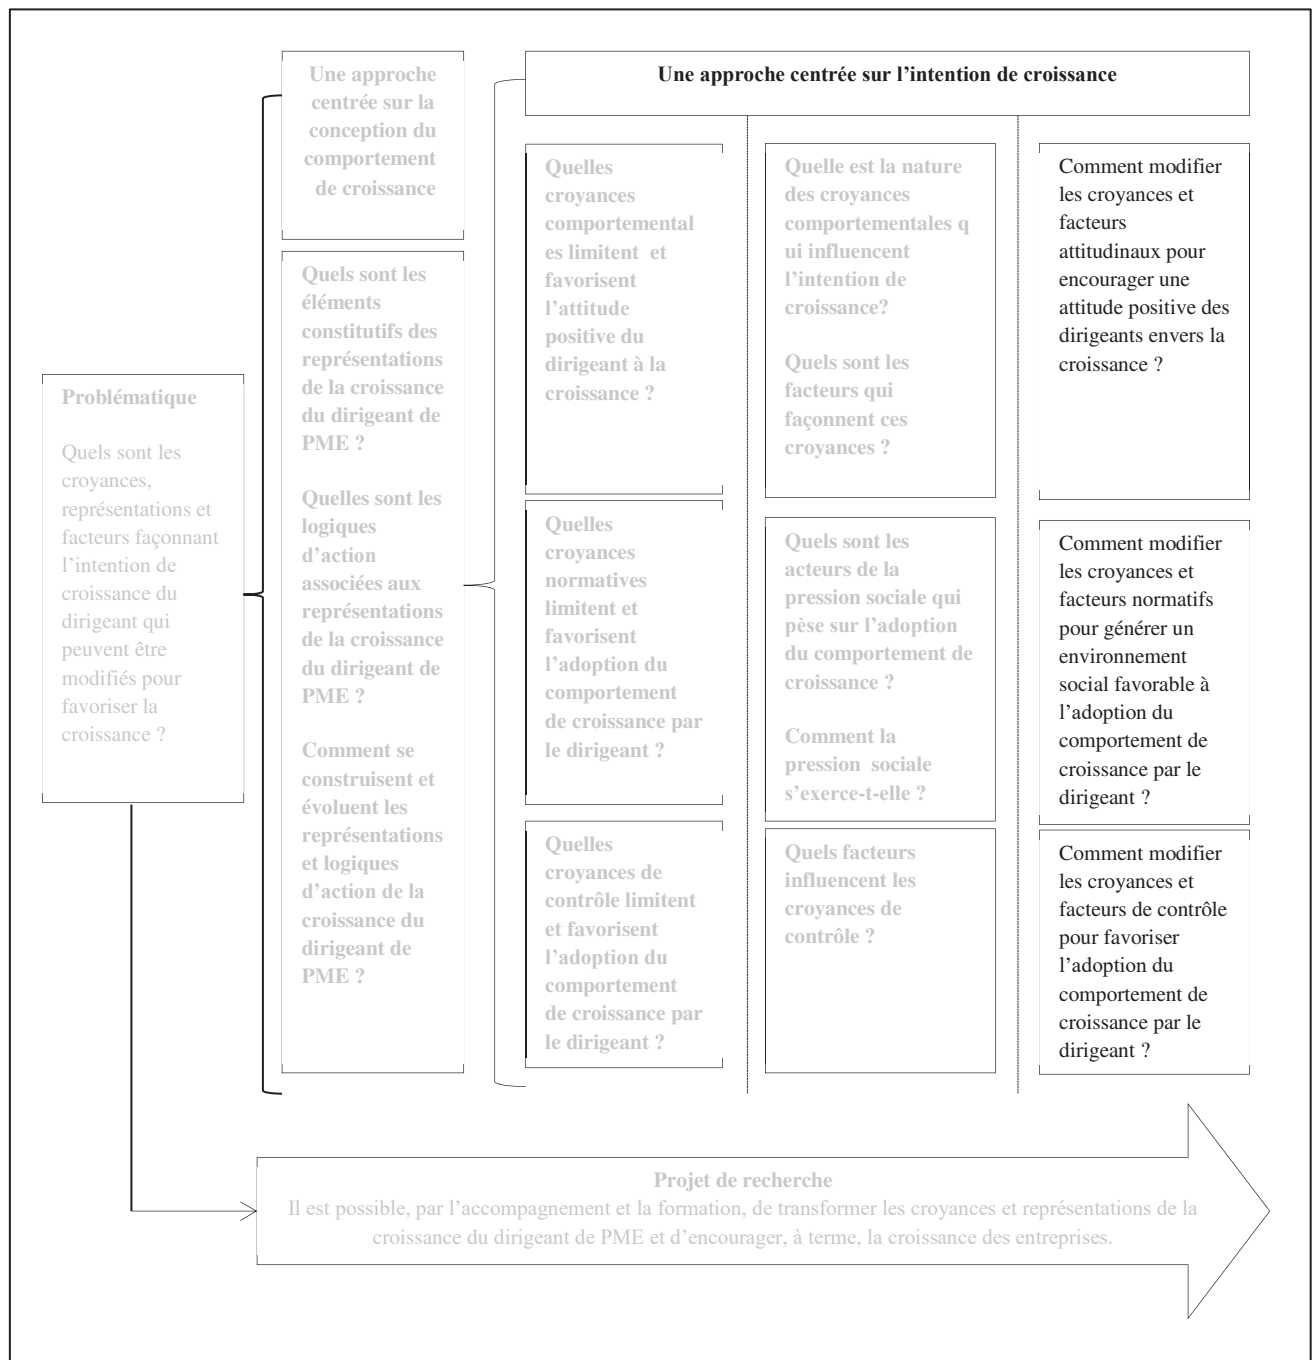 Problématique
Quels sont les
croyances,
représentations et
facteurs façonnant
l’intention de
croissance du
dirigeant qui
peuvent être
modifiés pour
favoriser la
croissance ?
Une approche
centrée sur la
conception du
comportement
de croissance
Quels sont les
éléments
constitutifs des
représentations
de la croissance
du dirigeant de
PME ?
Quelles sont les
logiques
d’action
associées aux
représentations
de la croissance
du dirigeant de
PME ?
Comment se
construisent et
évoluent les
représentations
et logiques
d’action de la
croissance du
dirigeant de
PME ?
Une approche centrée sur l’intention de croissance
Quelles
croyances
comportemental
es limitent et
favorisent
l’attitude
positive du
dirigeant à la
croissance ?
Quelles
croyances
normatives
limitent et
favorisent
l’adoption du
comportement
de croissance par
le dirigeant ?
Quelles
croyances de
contrôle limitent
et favorisent
l’adoption du
comportement
de croissance par
le dirigeant ?
Quelle est la nature
des croyances
comportementales q
ui influencent
l’intention de
croissance?
Quels sont les
facteurs qui
façonnent ces
croyances ?
Quels sont les
acteurs de la
pression sociale qui
pèse sur l’adoption
du comportement de
croissance ?
Comment la
pression sociale
s’exerce-t-elle ?
Quels facteurs
influencent les
croyances de
contrôle ?
Comment modifier
les croyances et
facteurs
attitudinaux pour
encourager une
attitude positive des
dirigeants envers la
croissance ?
Comment modifier
les croyances et
facteurs normatifs
pour générer un
environnement
social favorable à
l’adoption du
comportement de
croissance par le
dirigeant ?
Comment modifier
les croyances et
facteurs de contrôle
pour favoriser
l’adoption du
comportement de
croissance par le
dirigeant ?
Projet de recherche
Il est possible, par l’accompagnement et la formation, de transformer les croyances et représentations de la
croissance du dirigeant de PME et d’encourager, à terme, la croissance des entreprises.